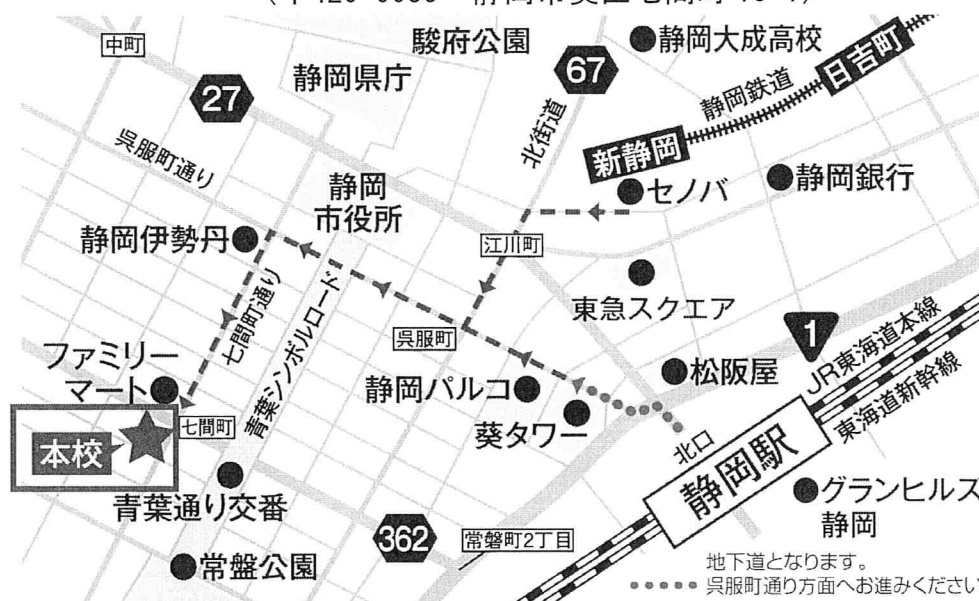 中町
駿府公園
静岡大成高校
日吉町
静岡県庁
67
静岡鉄道
27
北街道
新静岡
呉服町通り
セノバ
静岡銀行
静岡
市役所
静岡伊勢丹
江川町
東急スクエア
七間町通り
青葉シンボルロード
呉服町
1
JR東海道本線
東海道新幹線
ファミリー
マート
静岡パルコ
松阪屋
葵タワー
七間町
北口
本校
静岡駅
青葉通り交番
グランヒルズ
静岡
362
常磐町2丁目
常盤公園
地下道となります。
呉服町通り方面へお進みください